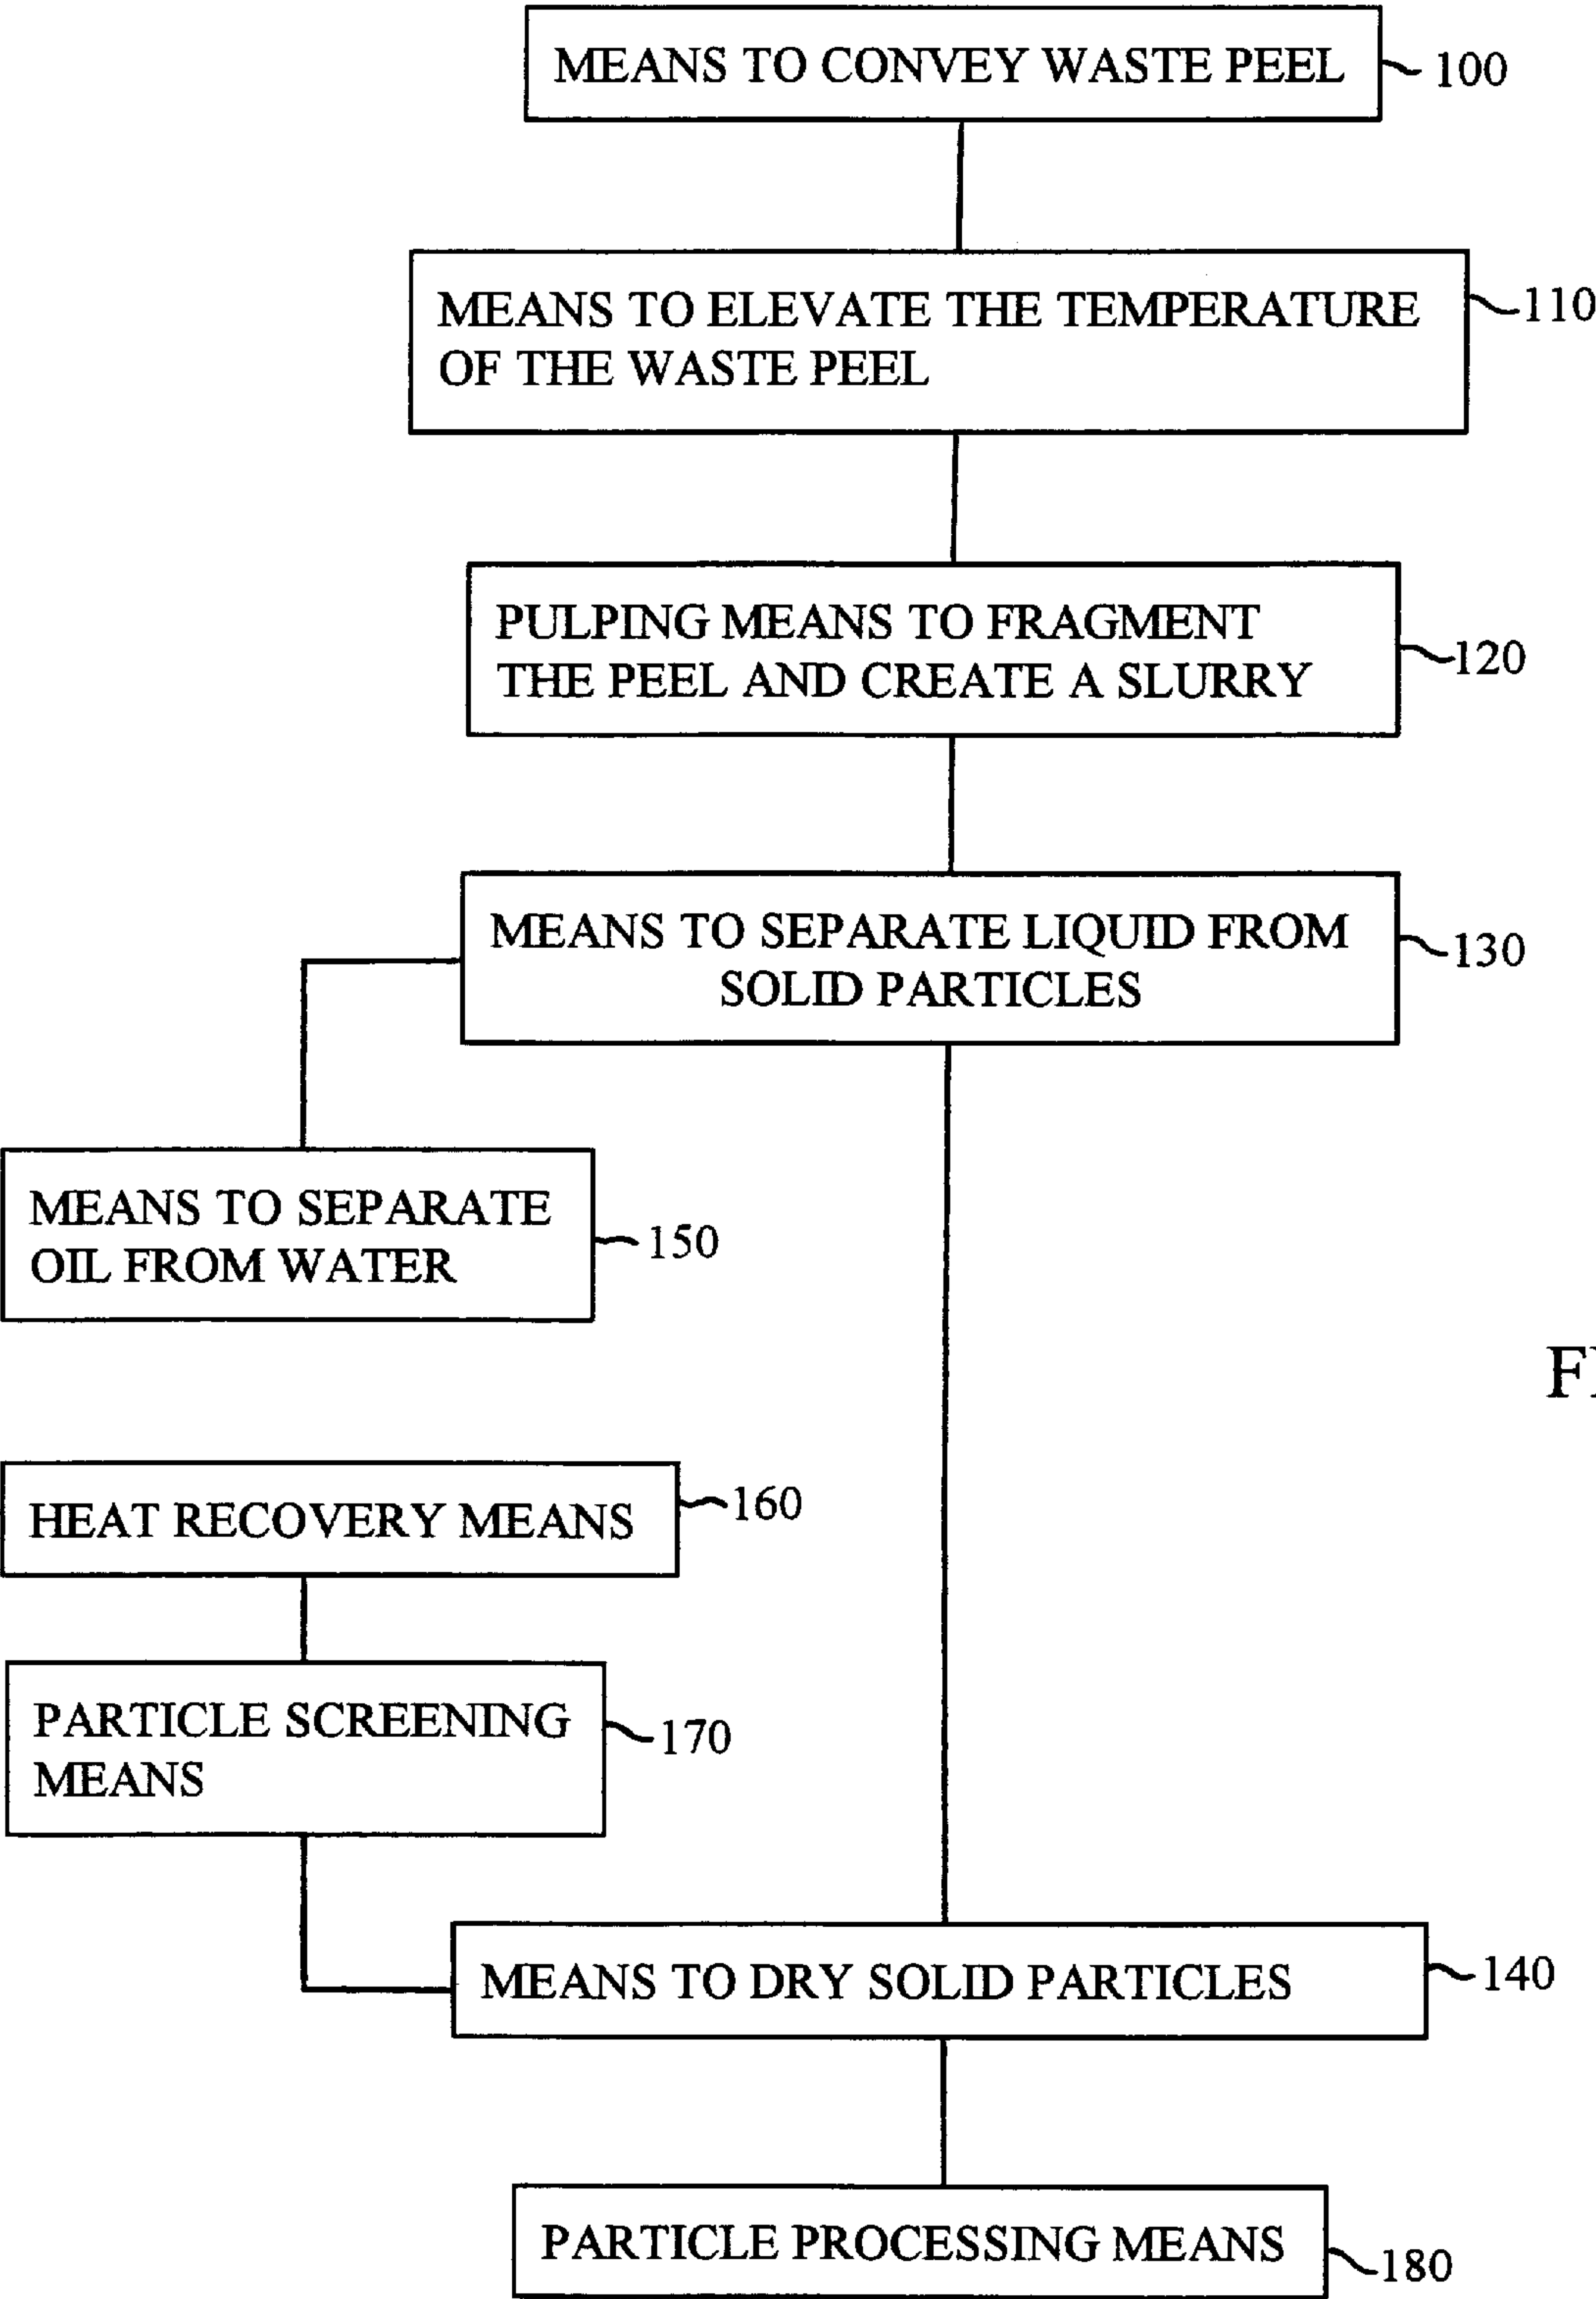 MEANS TO CONVEY WASTE PEEL
100
MEANS TO ELEVATE THE TEMPERATURE
OF THE WASTE PEEL
110
PULPING MEANS TO FRAGMENT
THE PEEL AND CREATE A SLURRY
120
MEANS TO SEPARATE LIQUID FROM
SOLID PARTICLES
130
MEANS TO SEPARATE
OIL FROM WATER
150
HEAT RECOVERY MEANS
160
PARTICLE SCREENING
MEANS
170
MEANS TO DRY SOLID PARTICLES
140
PARTICLE PROCESSING MEANS
180